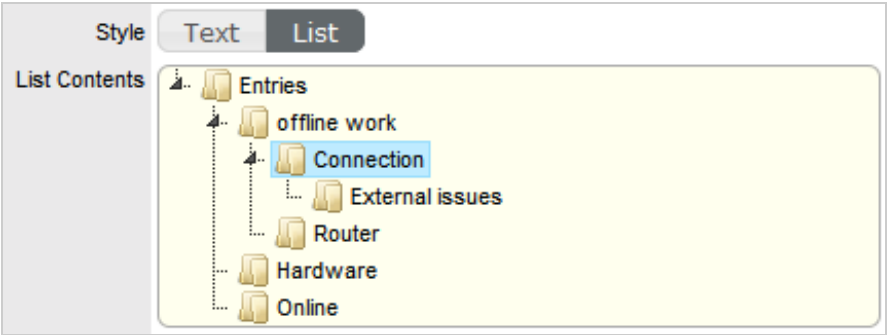 Style Text List
List Contents Entries
offline work
Connection
External issues
Router
Hardware
Online